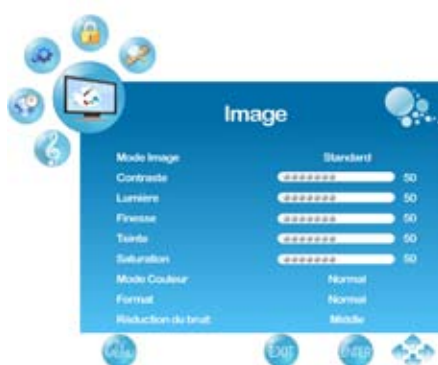 Image
Mode Image Standard
Contraste 50
Lumière 50
Finesse 50
Teinte 50
Saturation 50
Mode Couleur Normal
Format Normal
Réduction du bruit Middle
EXIT ENTER